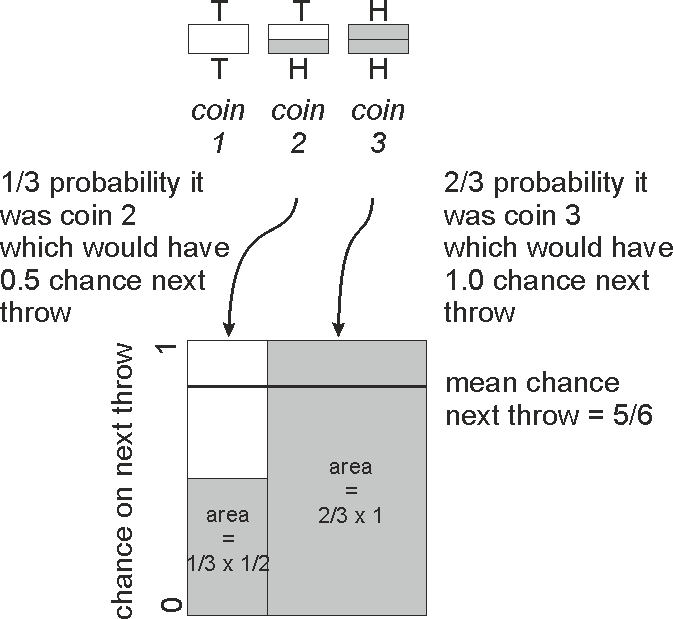 T T H
T H H
coin coin coin
1 2 3
1/3 probability it
was coin 2
which would have
0.5 chance next
throw
2/3 probability it
was coin 3
which would have
1.0 chance next
throw
chance on next throw
1
0
mean chance
next throw = 5/6
area
=
1/3 x 1/2
area
=
2/3 x 1